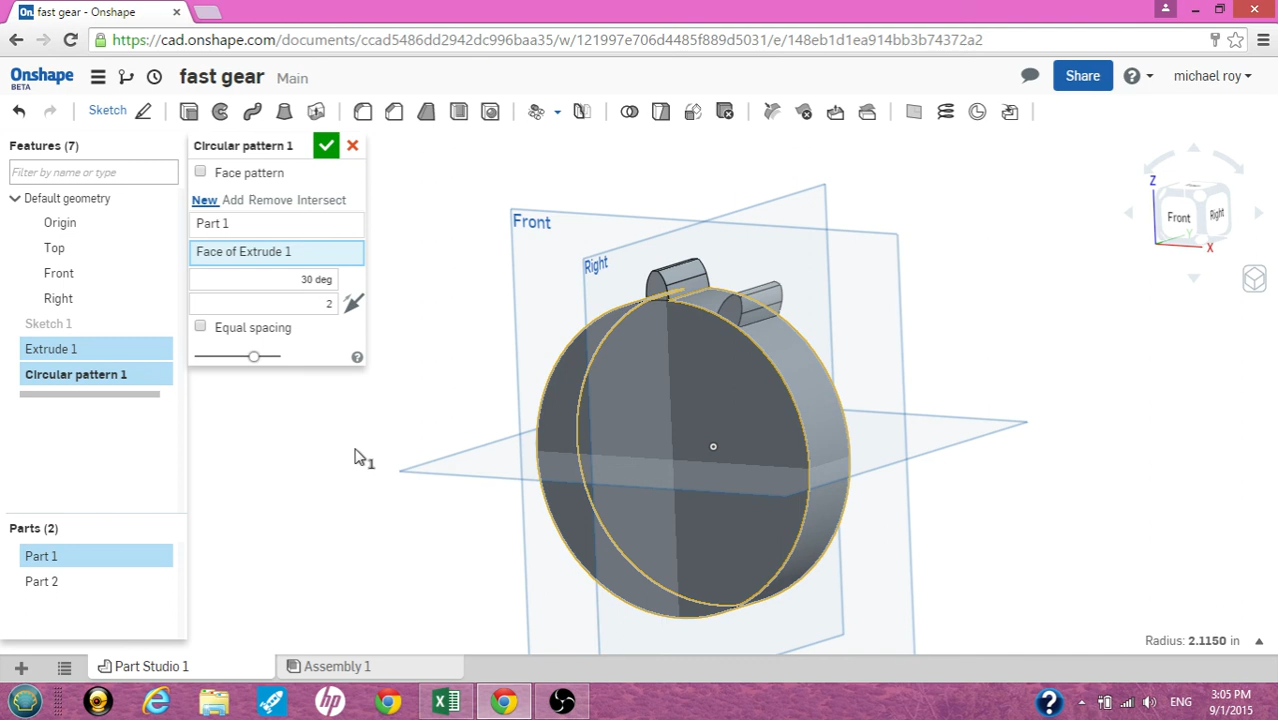 On. fast gear - Onshape
https://cad.onshape.com/documents/ccad5486dd2942dc996baa35/w/121997e706d4485f889d5031/e/148eb1d1ea914bb3b74372a2
Onshape
BETA
fast gear Main
Share
? michael roy
Sketch
Features (7)
Filter by name or type
Default geometry
Origin
Top
Front
Right
Sketch 1
Extrude 1
Circular pattern 1
Circular pattern 1
Face pattern
New Add Remove Intersect
Part 1
Face of Extrude 1
30 deg
2
Equal spacing
?
Front
Right
1
Z
Front
Right
Y
X
Parts (2)
Part 1
Part 2
Radius: 2.1150 in
Part Studio 1
Assembly 1
hp
? ENG
3:05 PM
9/1/2015